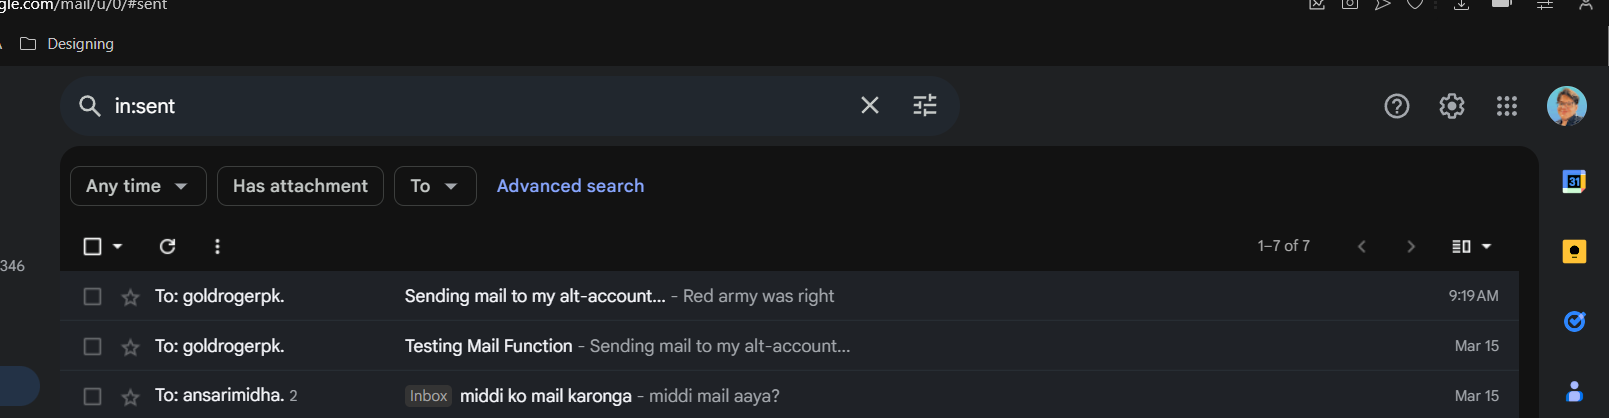 gle.com/mail/u/0/#sent
Designing
in:sent
Any time Has attachment To Advanced search
1–7 of 7
346
To: goldrogerpk. Sending mail to my alt-account... - Red army was right 9:19 AM
To: goldrogerpk. Testing Mail Function - Sending mail to my alt-account... Mar 15
To: ansarimidha. 2 Inbox middi ko mail karonga - middi mail aaya? Mar 15
31